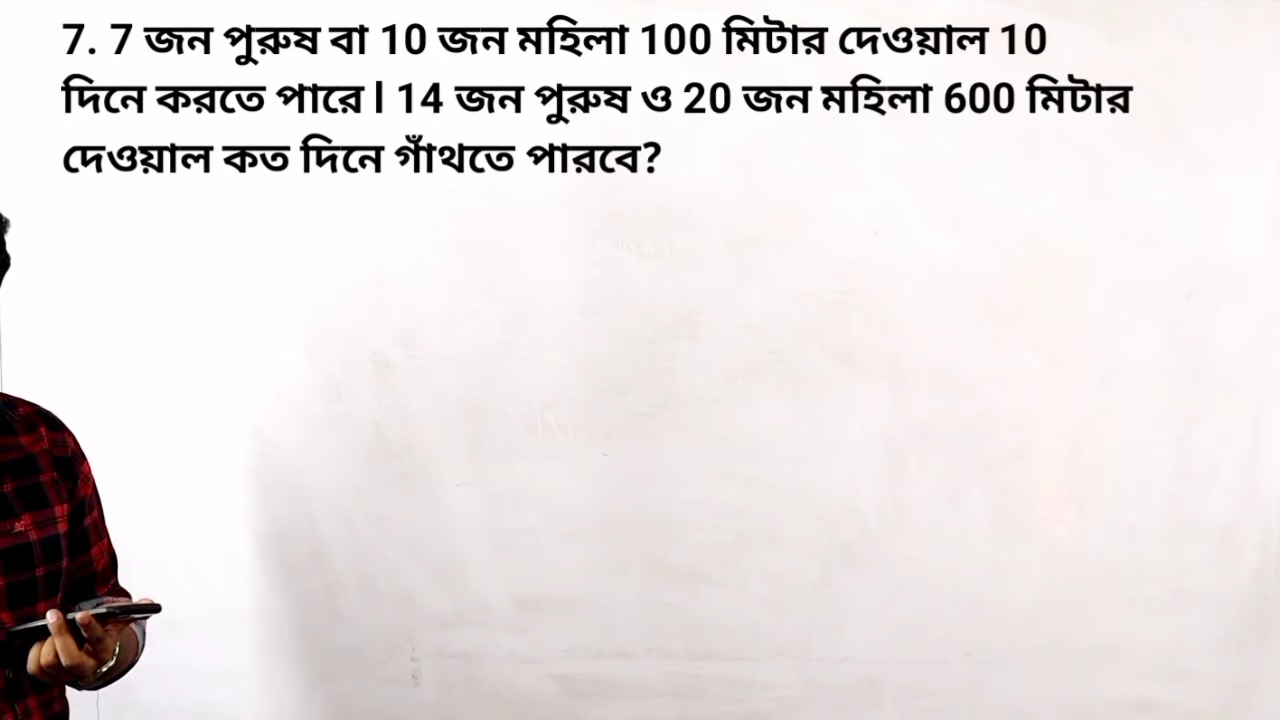 7. 7 জন পুরুষ বা 10 জন মহিলা 100 মিটার দেওয়াল 10
দিনে করতে পারে l 14 জন পুরুষ ও 20 জন মহিলা 600 মিটার
দেওয়াল কত দিনে গাঁথতে পারবে?